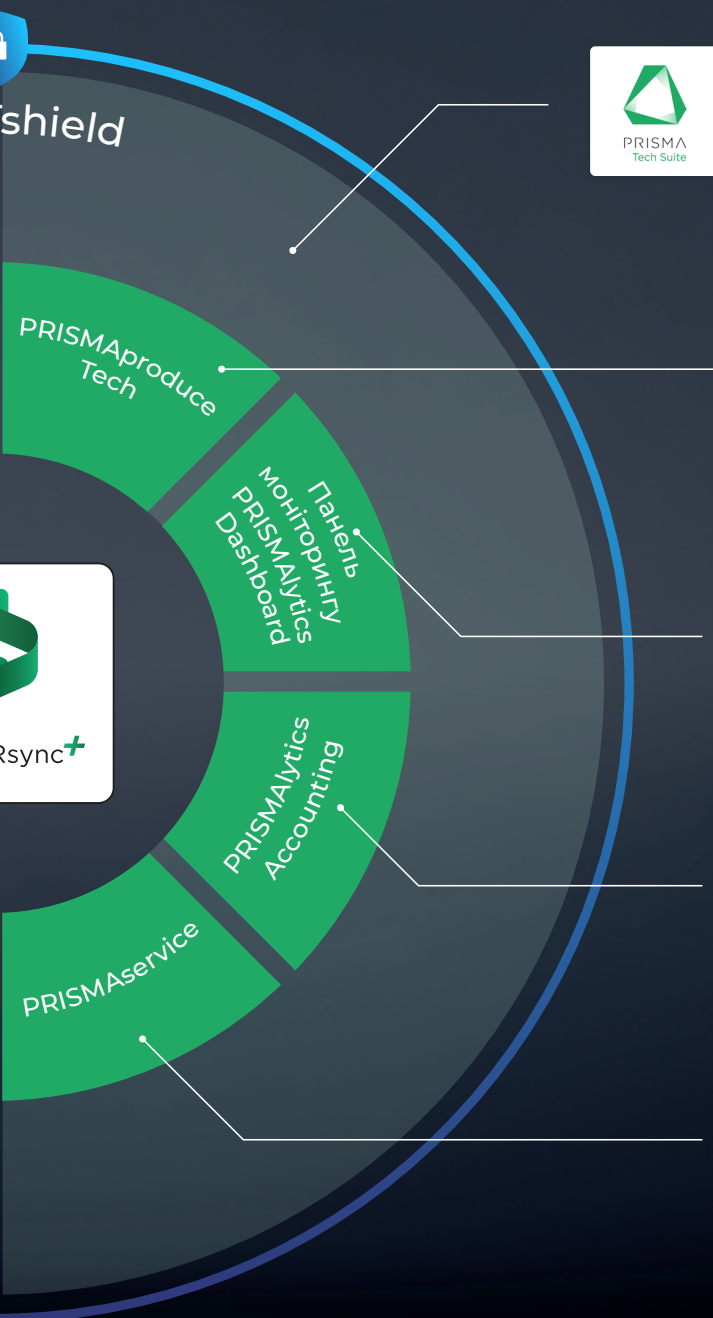 shield
PRISMA
Tech Suite
PRISMAproduce
Tech
Панель
моніторингу
PRISMAlytics
Dashboard
Rsync+
PRISMAlytics
Accounting
PRISMAservice